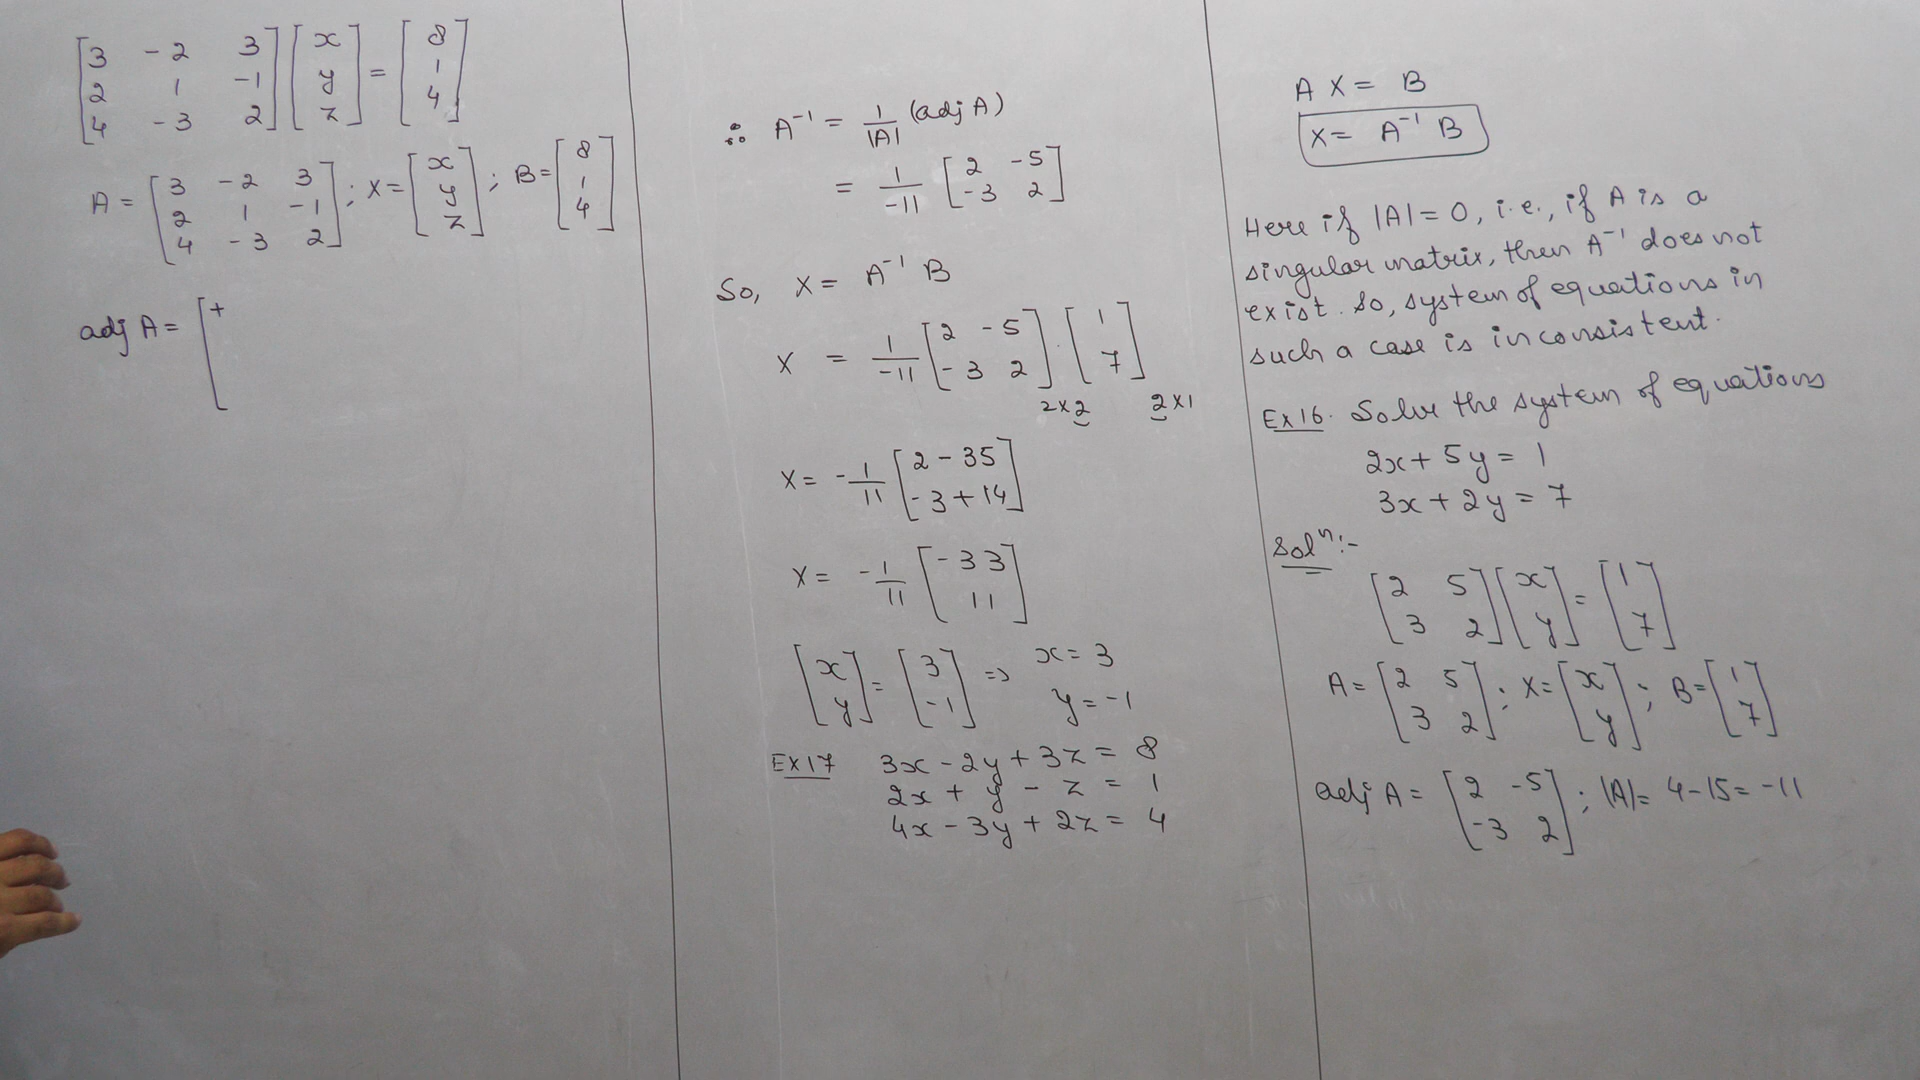 [3 -2 3] [x] = [8]
[2 1 -1] [y] [1]
[4 -3 2] [z] [4]
A = [3 -2 3] ; X = [x] ; B = [8]
[2 1 -1] [y] [1]
[4 -3 2] [z] [4]
adj A = [+
∴ A⁻¹ = 1/|A| (adj A)
= 1/-11 [2 -5]
[-3 2]
So, X = A⁻¹ B
X = 1/-11 [2 -5] . [1]
[-3 2] [7]
2x2 2x1
X = -1/11 [2 - 35]
[-3 + 14]
X = -1/11 [-33]
[11]
[x] = [3] => x = 3
[y] [-1] y = -1
Ex17 3x - 2y + 3z = 8
2x + y - z = 1
4x - 3y + 2z = 4
A X = B
X = A⁻¹ B
Here if |A| = 0, i.e., if A is a
singular matrix, then A⁻¹ does not
exist. So, system of equations in
such a case is inconsistent.
Ex16. Solve the system of equations
2x + 5y = 1
3x + 2y = 7
Solⁿ:-
[2 5] [x] = [1]
[3 2] [y] [7]
A = [2 5] ; X = [x] ; B = [1]
[3 2] [y] [7]
adj A = [2 -5] ; |A| = 4 - 15 = -11
[-3 2]